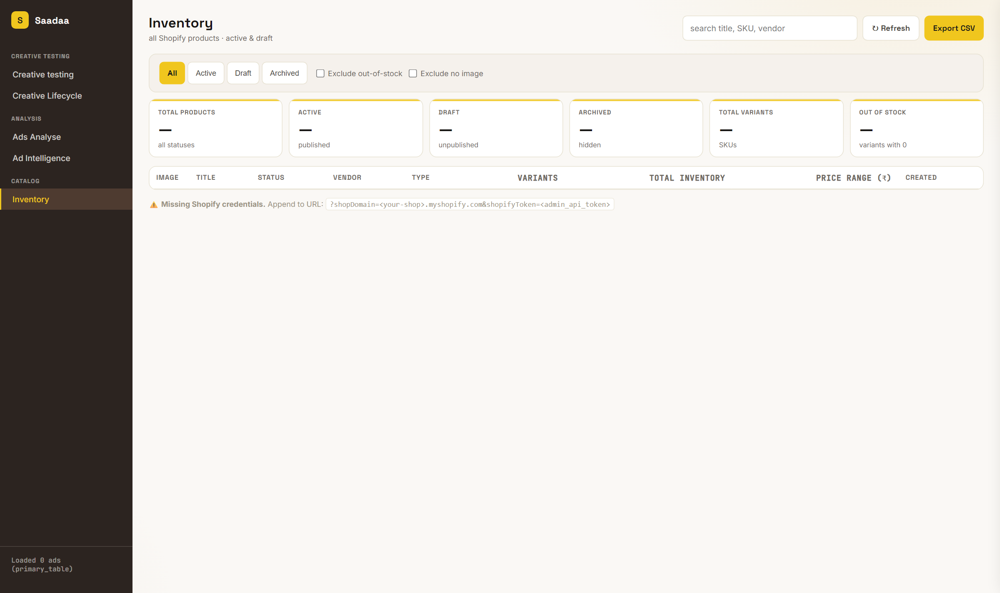 S Saadaa
CREATIVE TESTING
Creative testing
Creative Lifecycle
ANALYSIS
Ads Analyse
Ad Intelligence
CATALOG
Inventory
Loaded 0 ads
(primary_table)
Inventory
all Shopify products · active & draft
search title, SKU, vendor
↻ Refresh
Export CSV
All Active Draft Archived Exclude out-of-stock Exclude no image
TOTAL PRODUCTS
—
all statuses
ACTIVE
—
published
DRAFT
—
unpublished
ARCHIVED
—
hidden
TOTAL VARIANTS
—
SKUs
OUT OF STOCK
—
variants with 0
IMAGE TITLE STATUS VENDOR TYPE VARIANTS TOTAL INVENTORY PRICE RANGE (₹) CREATED
⚠ Missing Shopify credentials. Append to URL: ?shopDomain=<your-shop>.myshopify.com&shopifyToken=<admin_api_token>